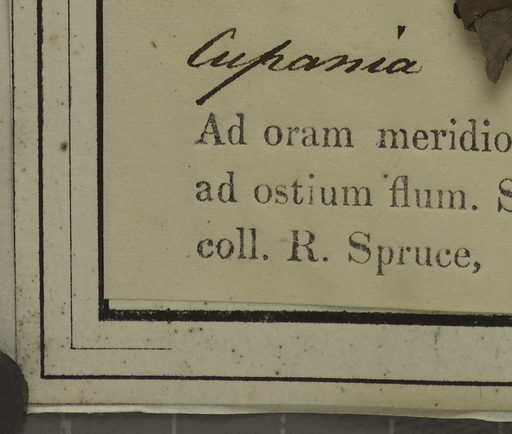 Cupania
Ad oram meridio
ad ostium flum. S
coll. R. Spruce,